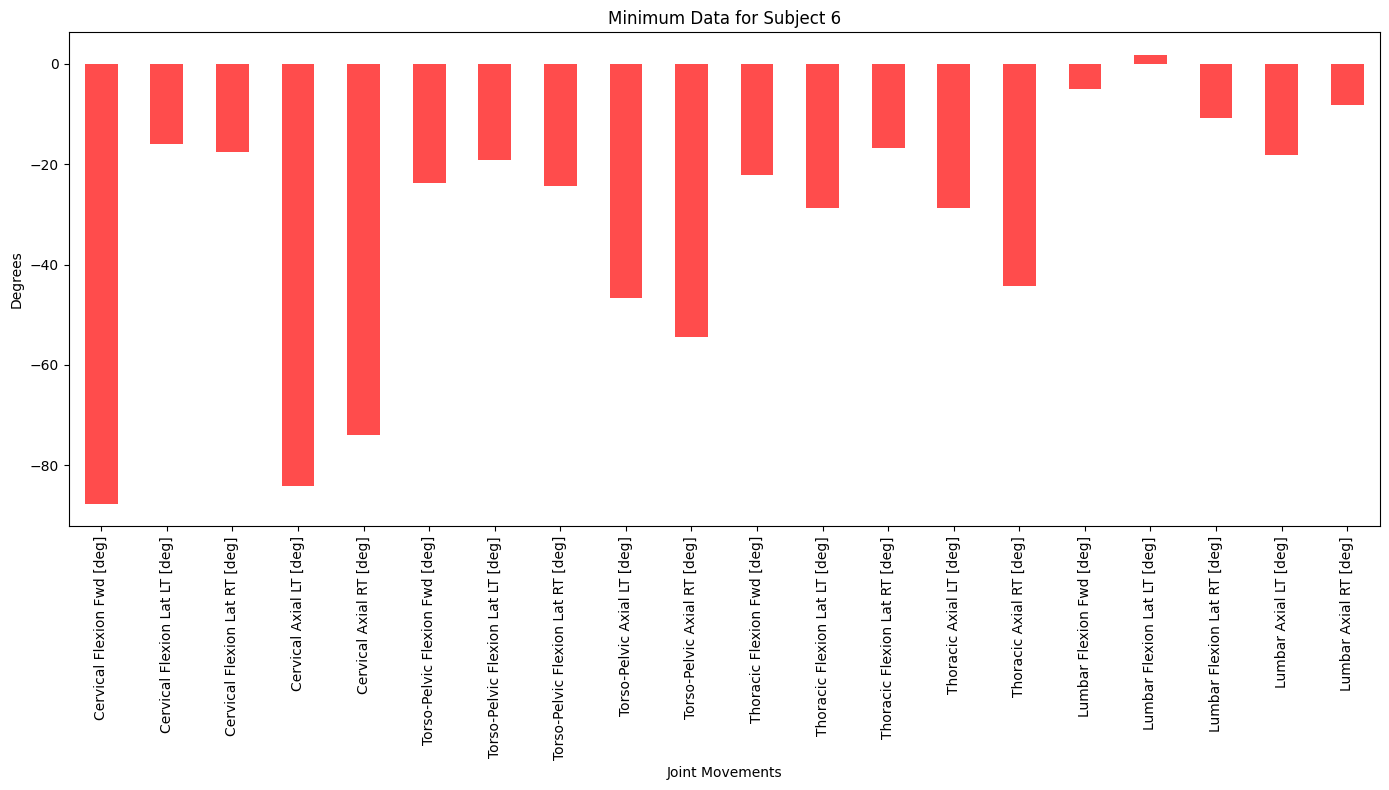 Minimum Data for Subject 6
Degrees
0
−20
−40
−60
−80
Cervical Flexion Fwd [deg]
Cervical Flexion Lat LT [deg]
Cervical Flexion Lat RT [deg]
Cervical Axial LT [deg]
Cervical Axial RT [deg]
Torso-Pelvic Flexion Fwd [deg]
Torso-Pelvic Flexion Lat LT [deg]
Torso-Pelvic Flexion Lat RT [deg]
Torso-Pelvic Axial LT [deg]
Torso-Pelvic Axial RT [deg]
Thoracic Flexion Fwd [deg]
Thoracic Flexion Lat LT [deg]
Thoracic Flexion Lat RT [deg]
Thoracic Axial LT [deg]
Thoracic Axial RT [deg]
Lumbar Flexion Fwd [deg]
Lumbar Flexion Lat LT [deg]
Lumbar Flexion Lat RT [deg]
Lumbar Axial LT [deg]
Lumbar Axial RT [deg]
Joint Movements